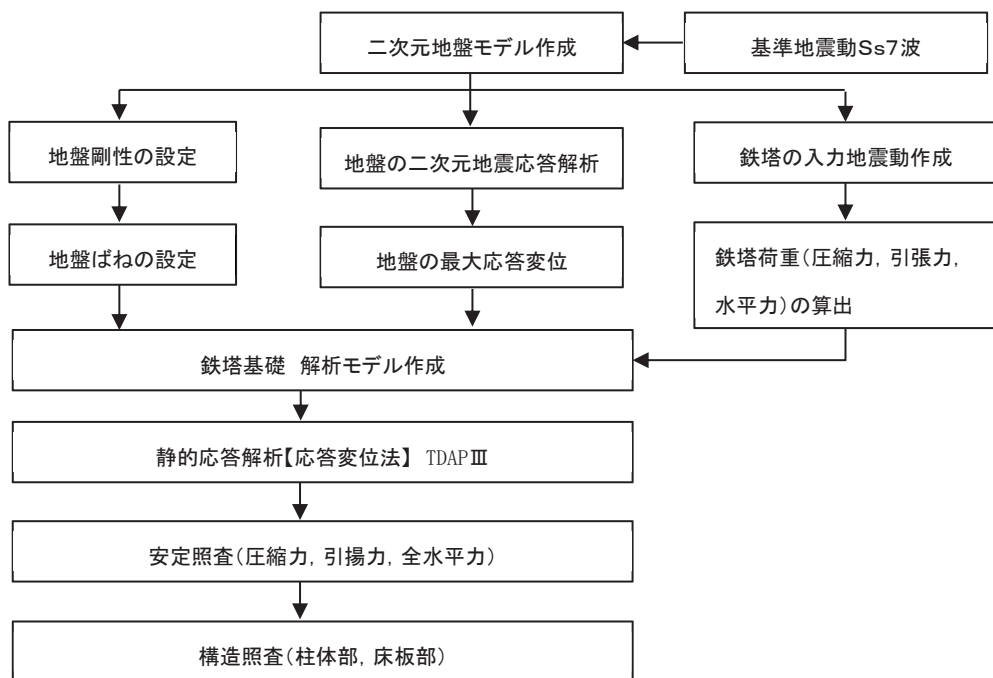 二次元地盤モデル作成
基準地震動Ss7波
地盤剛性の設定
地盤の二次元地震応答解析
鉄塔の入力地震動作成
地盤ばねの設定
地盤の最大応答変位
鉄塔荷重(圧縮力, 引張力,
水平力)の算出
鉄塔基礎 解析モデル作成
静的応答解析【応答変位法】 TDAPⅢ
安定照査(圧縮力, 引揚力, 全水平力)
構造照査(柱体部, 床板部)